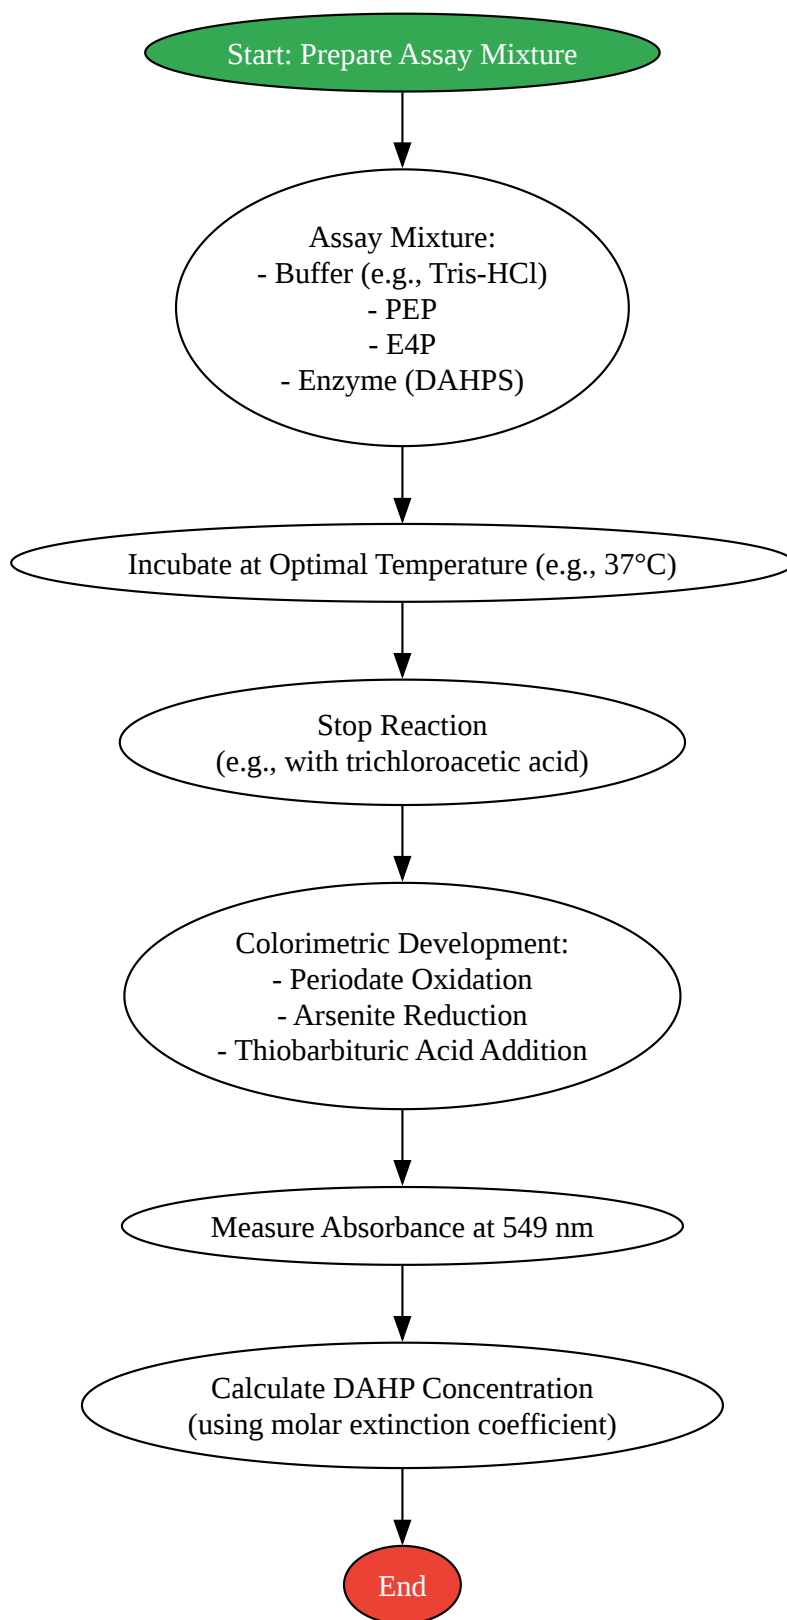 Start: Prepare Assay Mixture
Assay Mixture:
- Buffer (e.g., Tris-HCl)
- PEP
- E4P
- Enzyme (DAHPS)
Incubate at Optimal Temperature (e.g., 37°C)
Stop Reaction
(e.g., with trichloroacetic acid)
Colorimetric Development:
- Periodate Oxidation
- Arsenite Reduction
- Thiobarbituric Acid Addition
Measure Absorbance at 549 nm
Calculate DAHP Concentration
(using molar extinction coefficient)
End